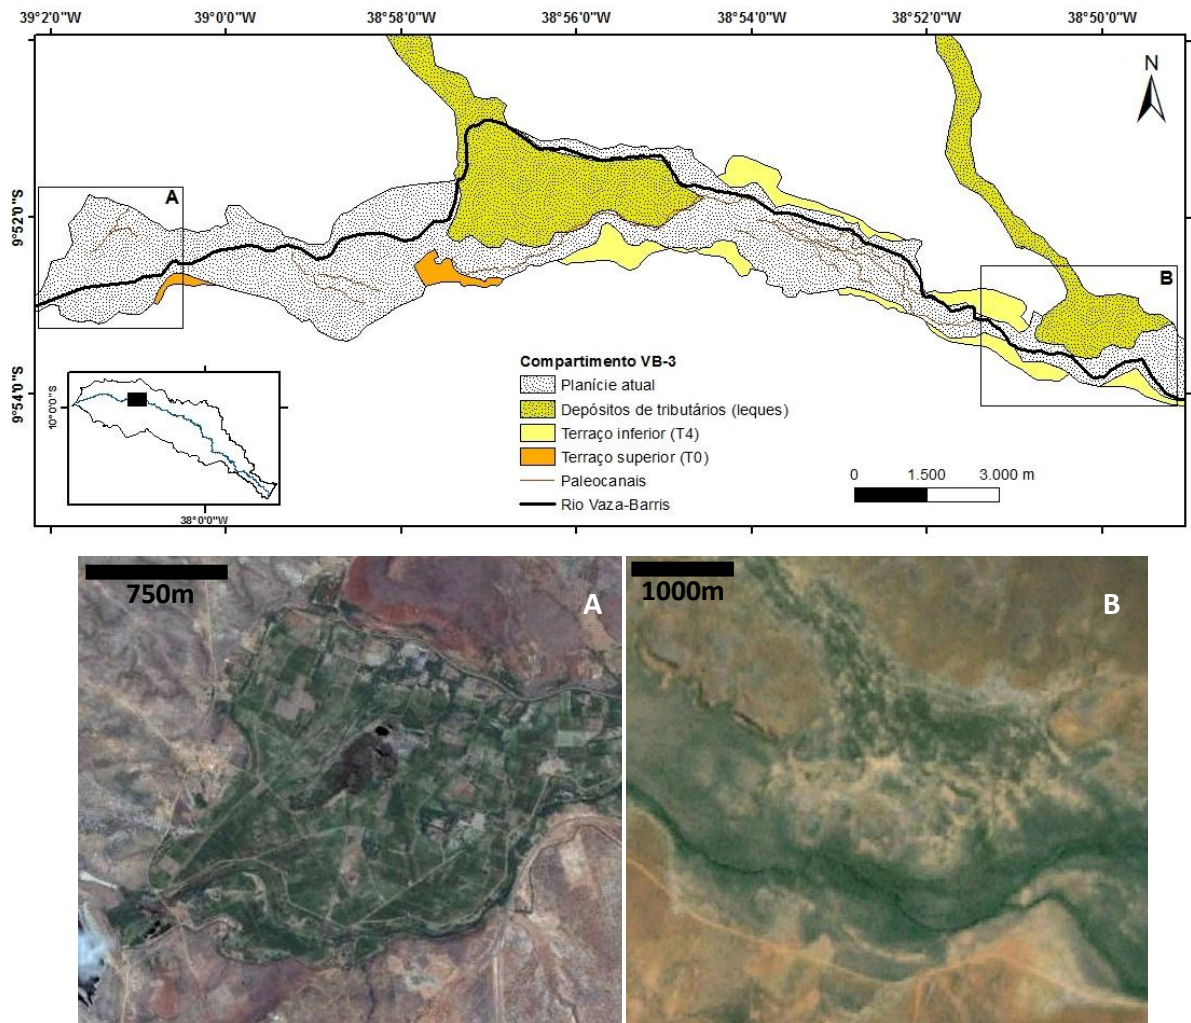 39°2'0"W 39°0'0"W 38°58'0"W 38°56'0"W 38°54'0"W 38°52'0"W 38°50'0"W
N
A
9°52'0"S
B
Compartimento VB-3
Planície atual
Depósitos de tributários (leques)
Terraço inferior (T4)
Terraço superior (T0)
Paleocanais
Rio Vaza-Barris
9°54'0"S
10°0'0"S
38°0'0"W
0 1.500 3.000 m
750m
A
1000m
B